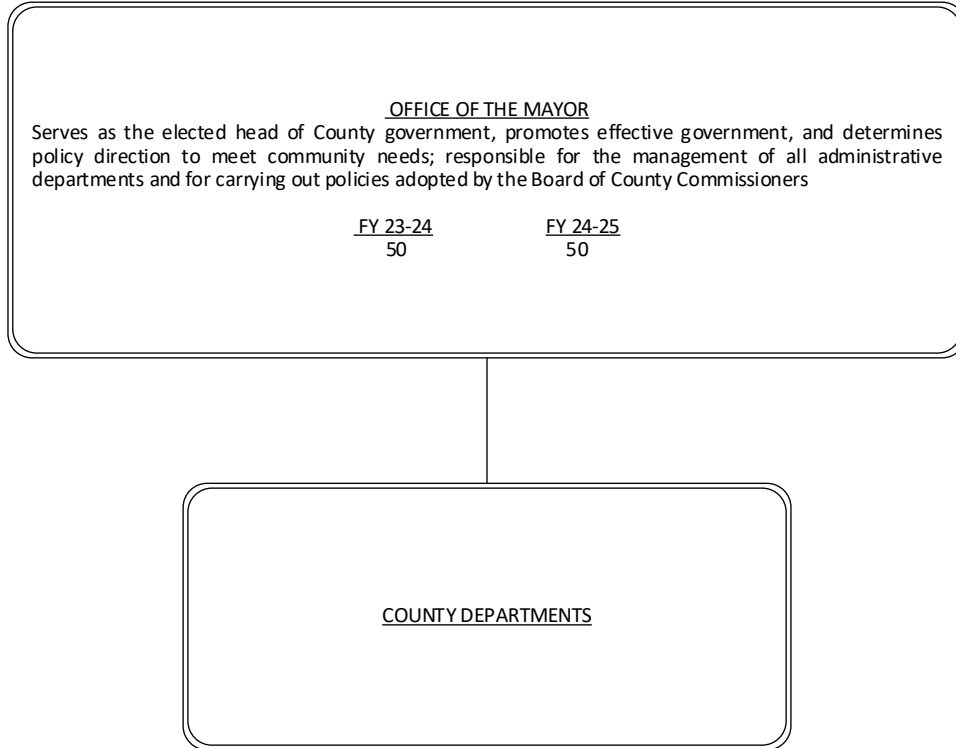 OFFICE OF THE MAYOR
Serves as the elected head of County government, promotes effective government, and determines
policy direction to meet community needs; responsible for the management of all administrative
departments and for carrying out policies adopted by the Board of County Commissioners
FY 23-24 FY 24-25
50 50
COUNTY DEPARTMENTS